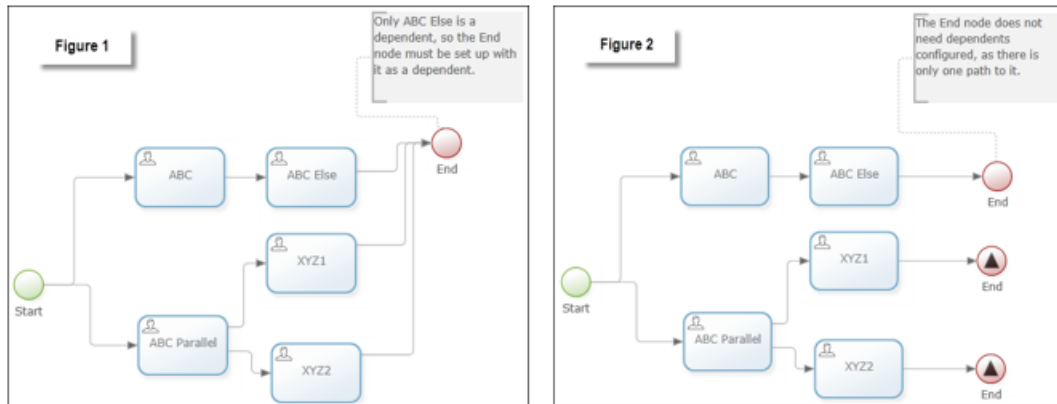 Figure 1
Only ABC Else is a
dependent, so the End
node must be set up with
it as a dependent.
ABC
ABC Else
End
XYZ1
Start
ABC Parallel
XYZ2
Figure 2
The End node does not
need dependents
configured, as there is
only one path to it.
ABC
ABC Else
End
XYZ1
End
Start
ABC Parallel
XYZ2
End